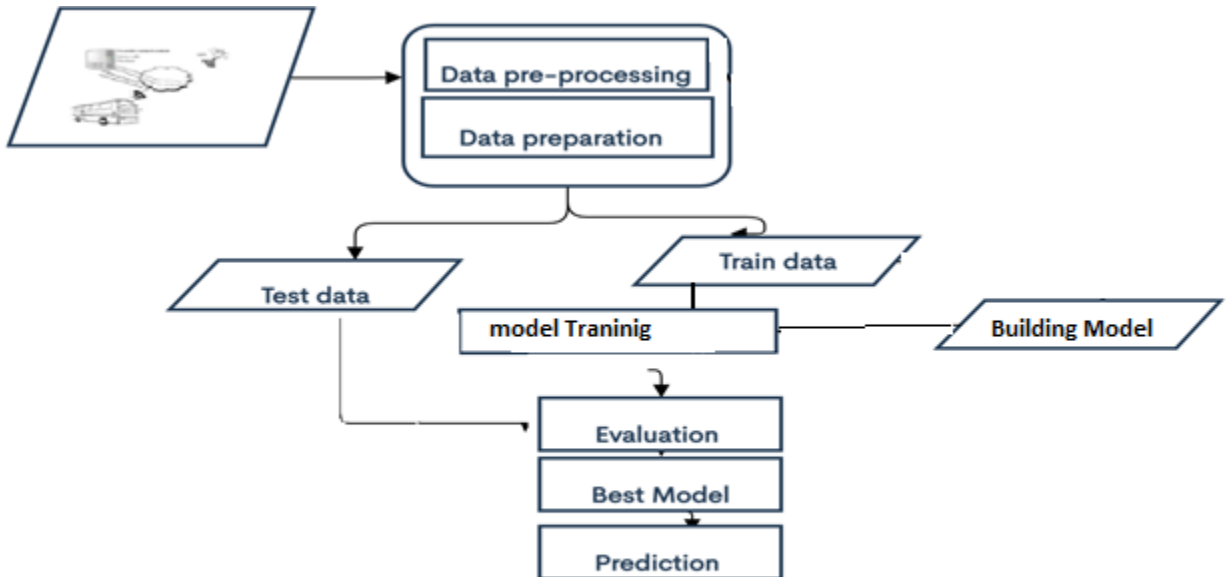 Data pre-processing
Data preparation
Train data
Test data
model Traninig
Building Model
Evaluation
Best Model
Prediction